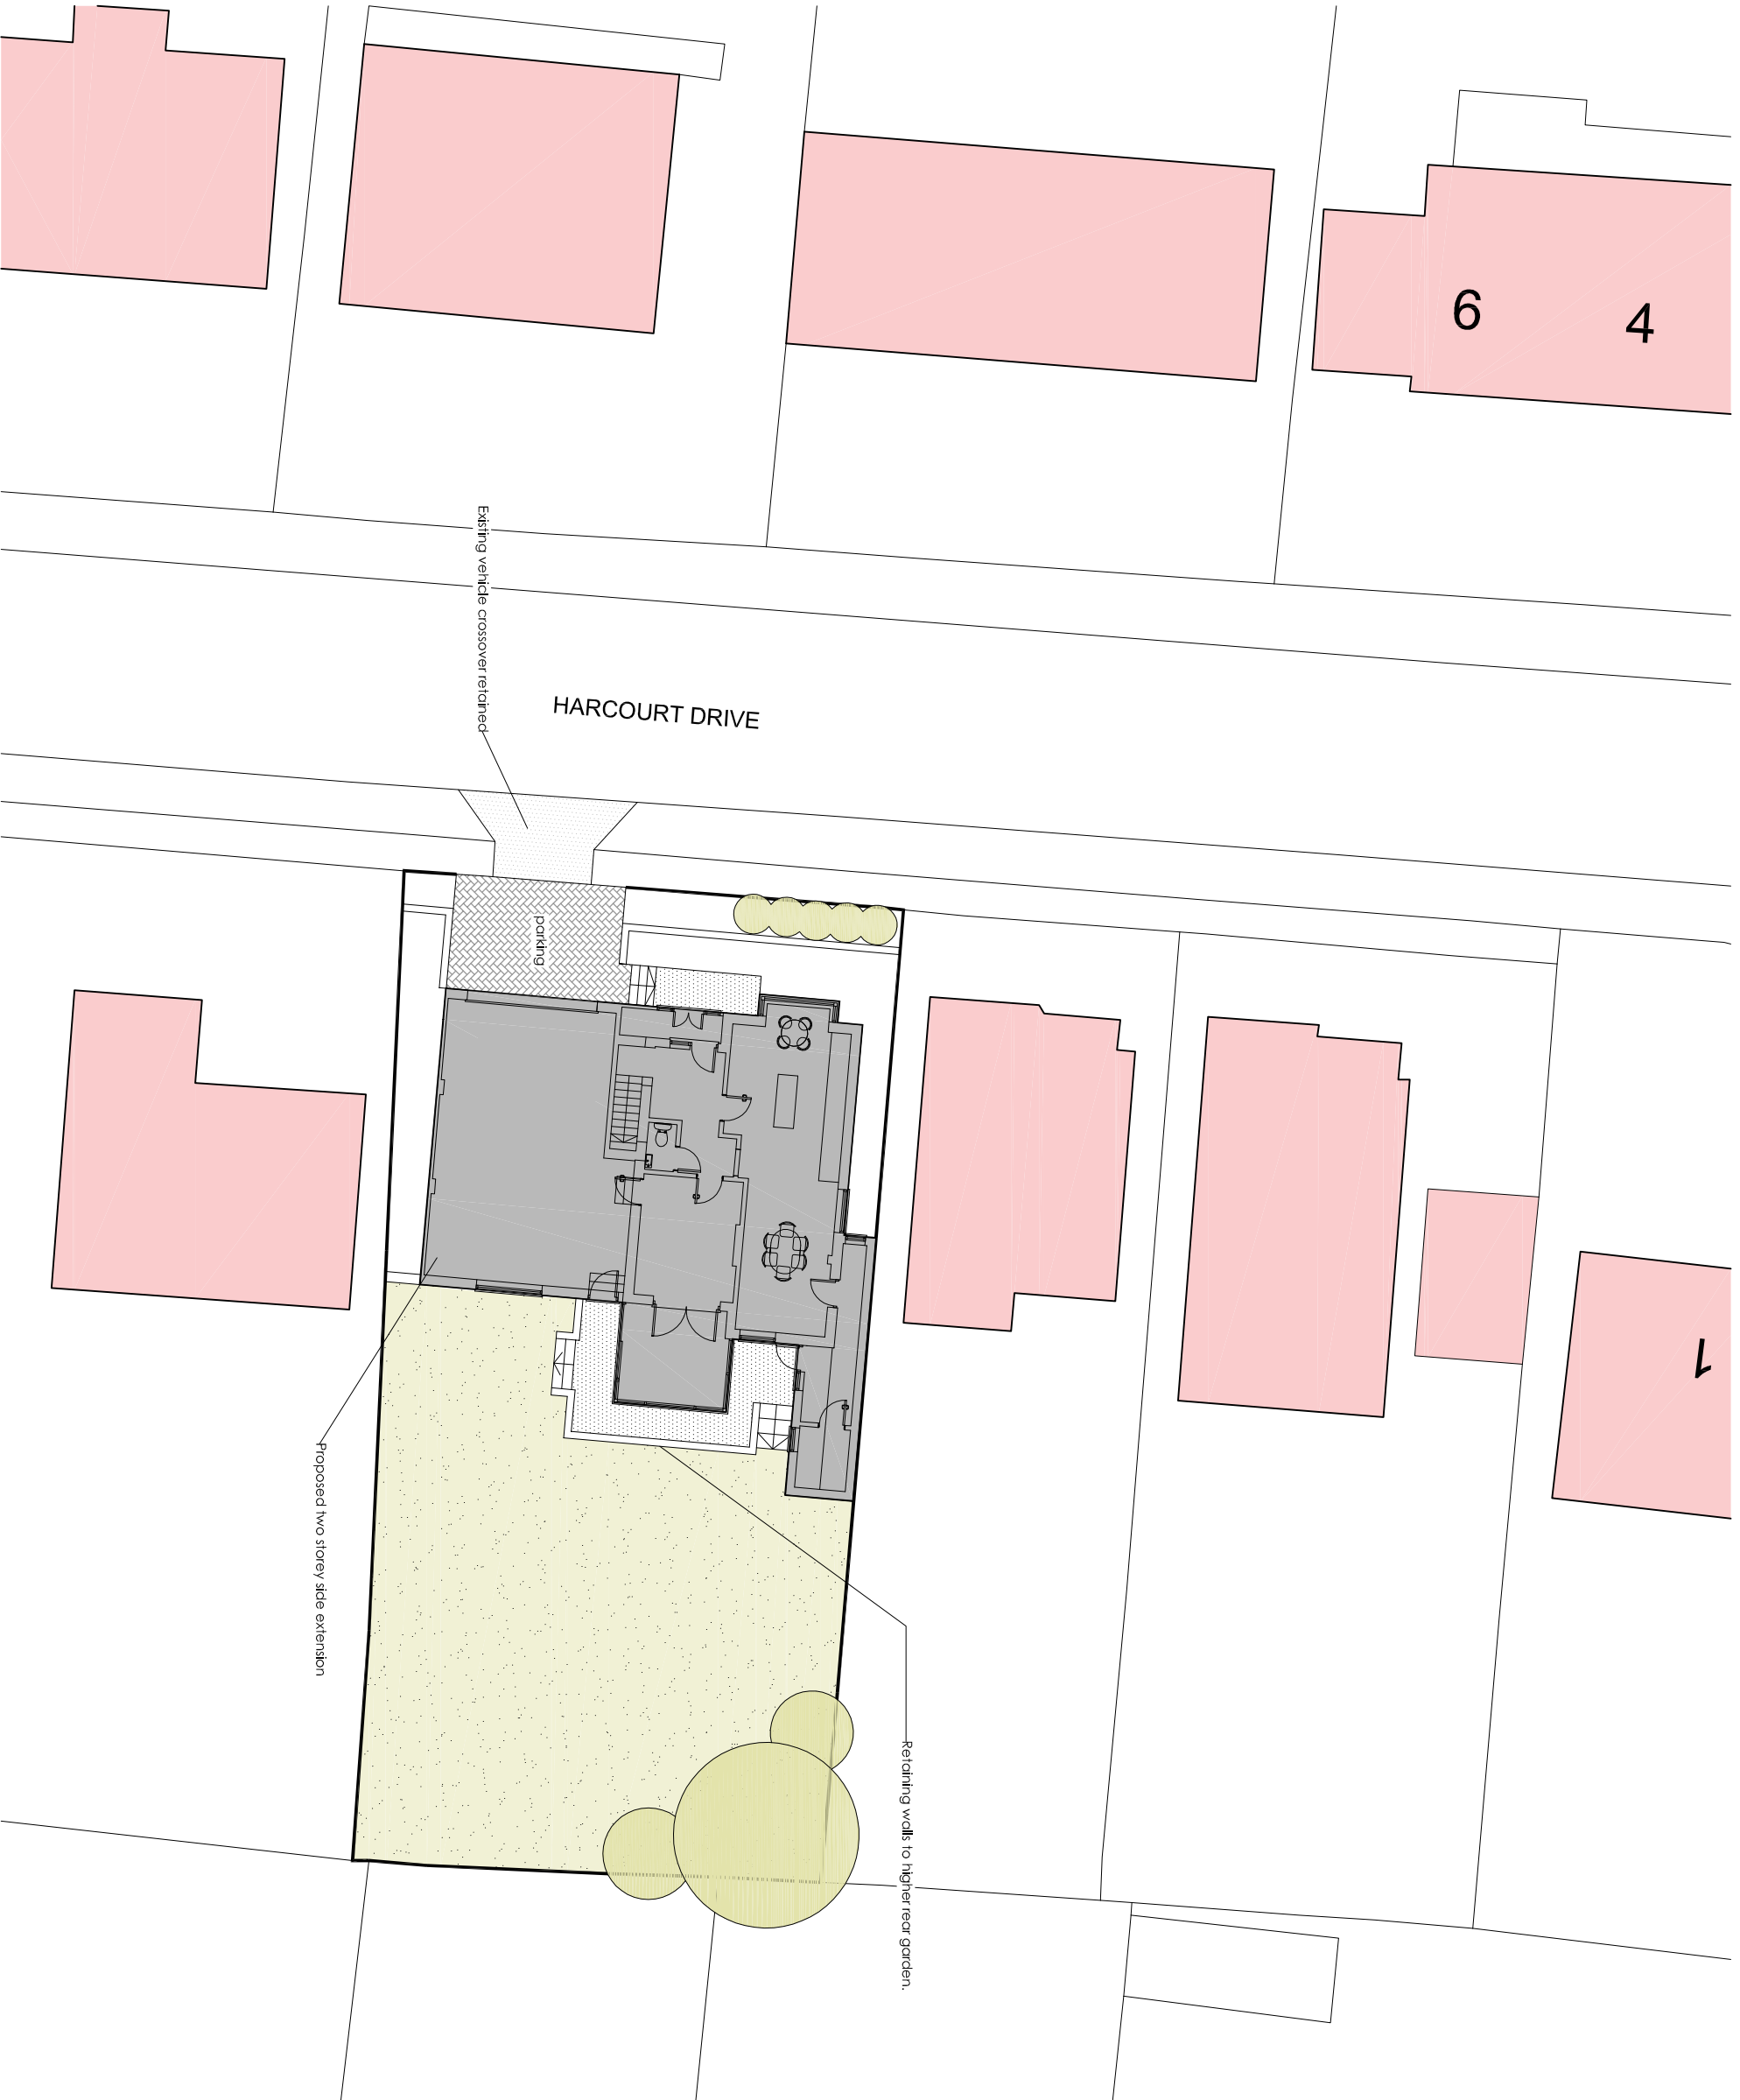 6
4
Existing vehicle crossover retained
HARCOURT DRIVE
parking
1
Proposed two storey side extension
Retaining walls to higher rear garden.